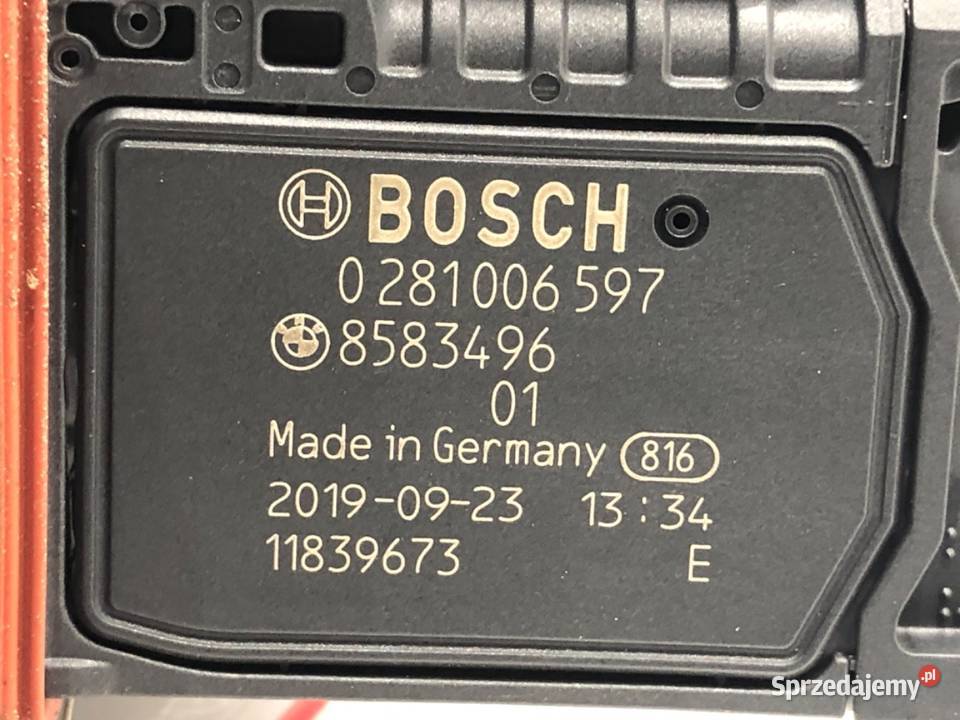 BOSCH
0 281 006 597
8583496
01
Made in Germany 816
2019-09-23 13:34
11839673 E
Sprzedajemy.pl